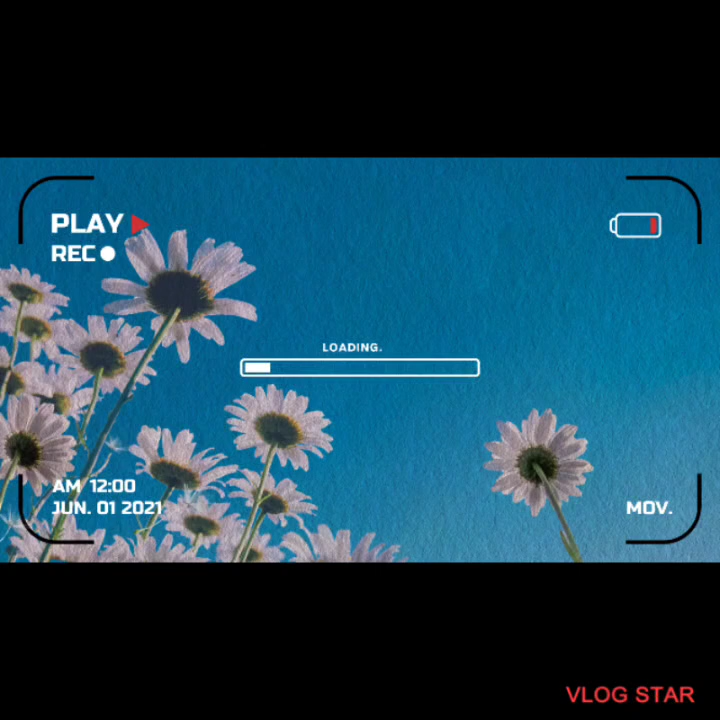 PLAY
REC
LOADING.
AM 12:00
JUN. 01 2021
MOV.
VLOG STAR